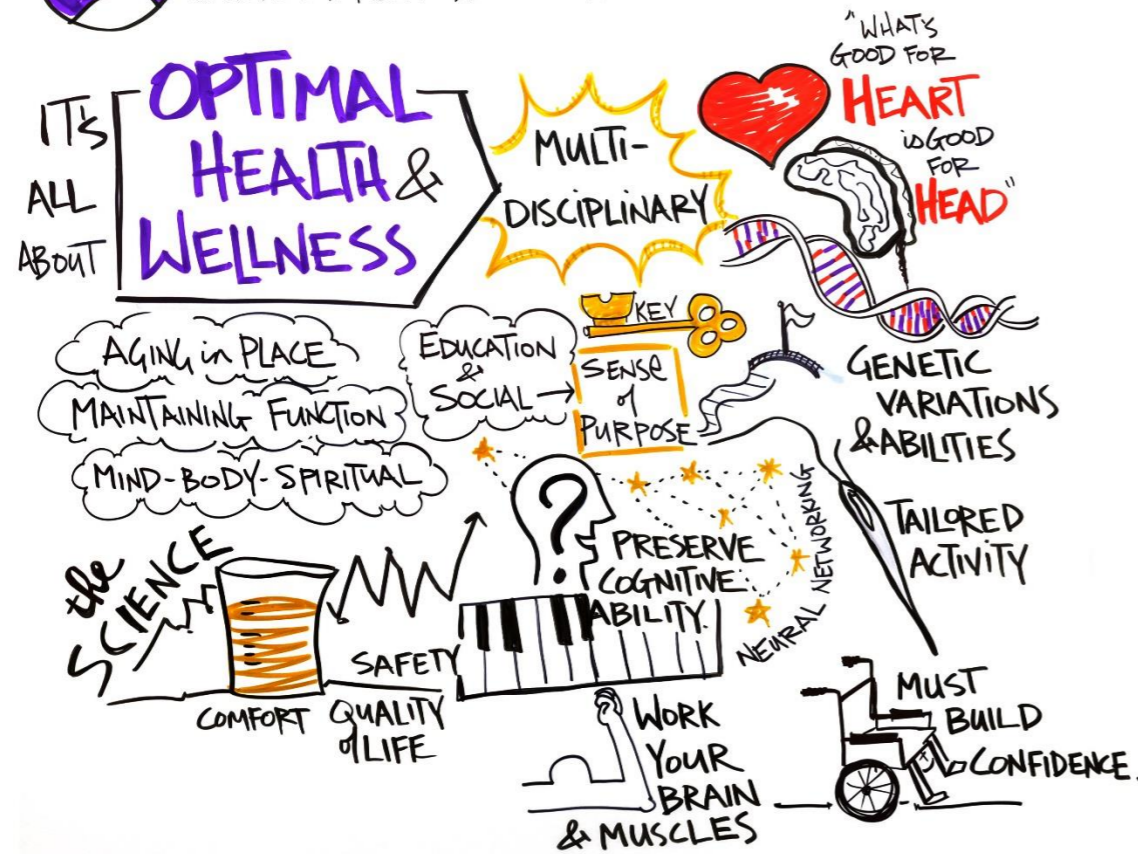 IT'S
ALL
ABOUT
OPTIMAL
HEALTH &
WELLNESS
MULTI-
DISCIPLINARY
"WHAT'S
GOOD FOR
HEART
is GOOD
FOR
HEAD"
AGING in PLACE
MAINTAINING FUNCTION
MIND-BODY-SPIRITUAL
EDUCATION
&
SOCIAL
KEY
SENSE
of
PURPOSE
GENETIC
VARIATIONS
& ABILITIES
TAILORED
ACTIVITY
the
SCIENCE
?
PRESERVE
COGNITIVE
ABILITY.
NEURAL NETWORKING
SAFETY
COMFORT
QUALITY
of LIFE
WORK
YOUR
BRAIN
& MUSCLES
MUST
BUILD
CONFIDENCE.